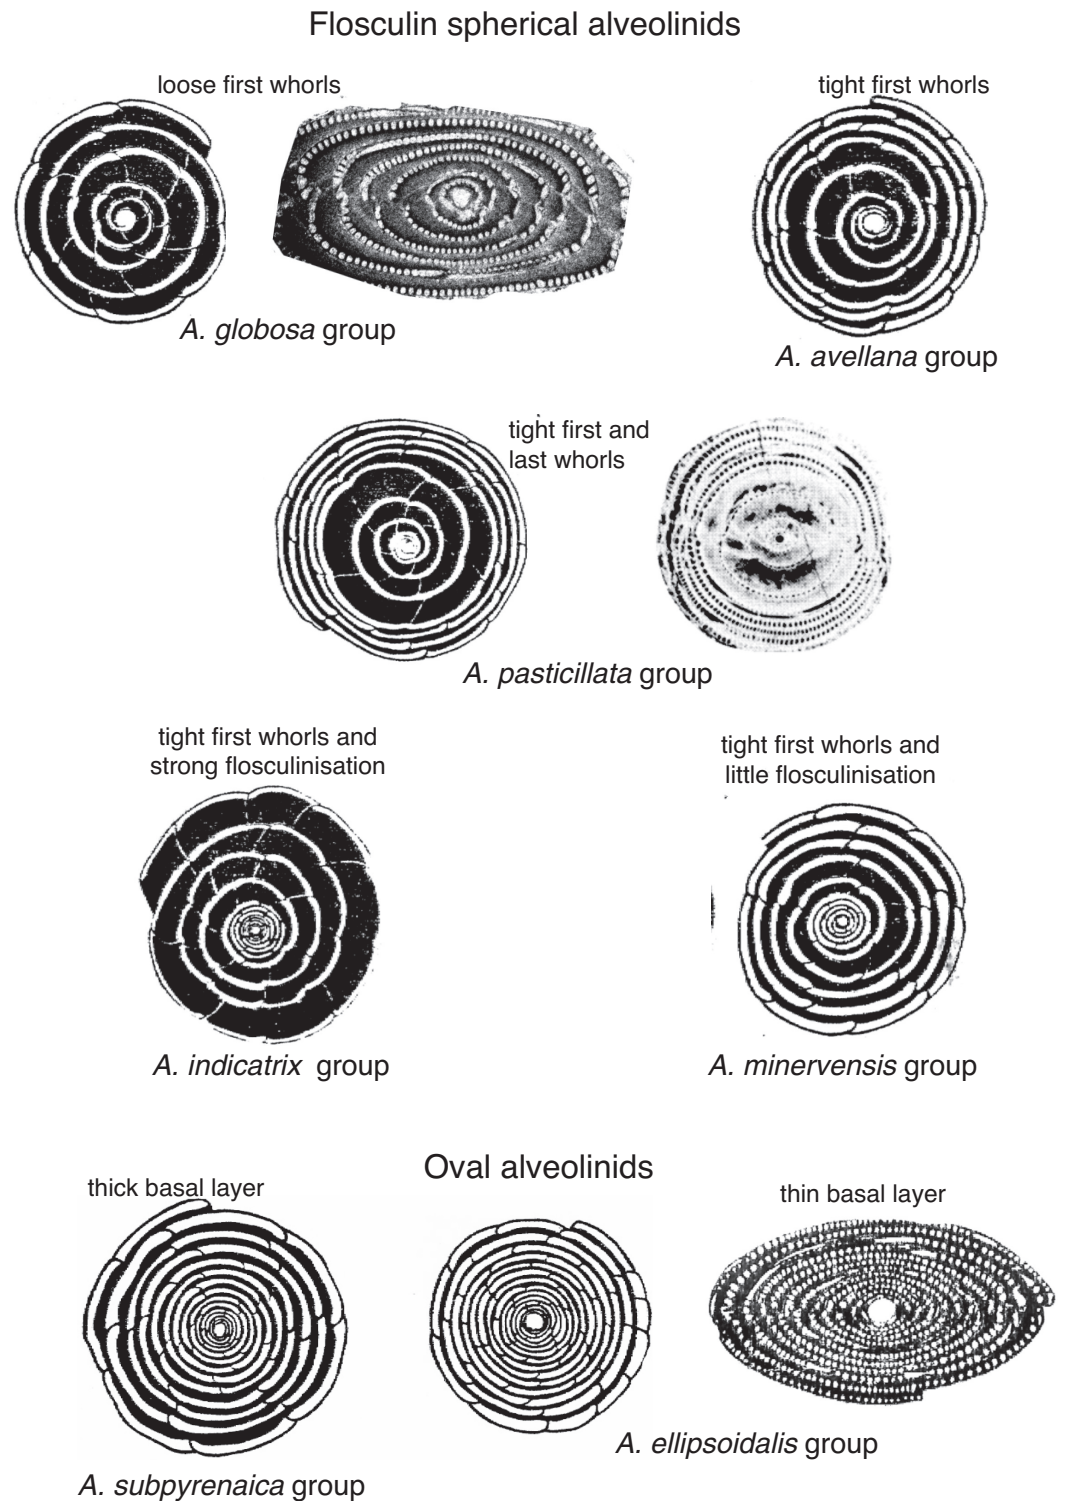 Flosculin spherical alveolinids
loose first whorls
tight first whorls
A. globosa group
A. avellana group
tight first and
last whorls
A. pasticillata group
tight first whorls and
strong flosculinisation
tight first whorls and
little flosculinisation
A. indicatrix group
A. minervensis group
Oval alveolinids
thick basal layer
thin basal layer
A. ellipsoidalis group
A. subpyrenaica group